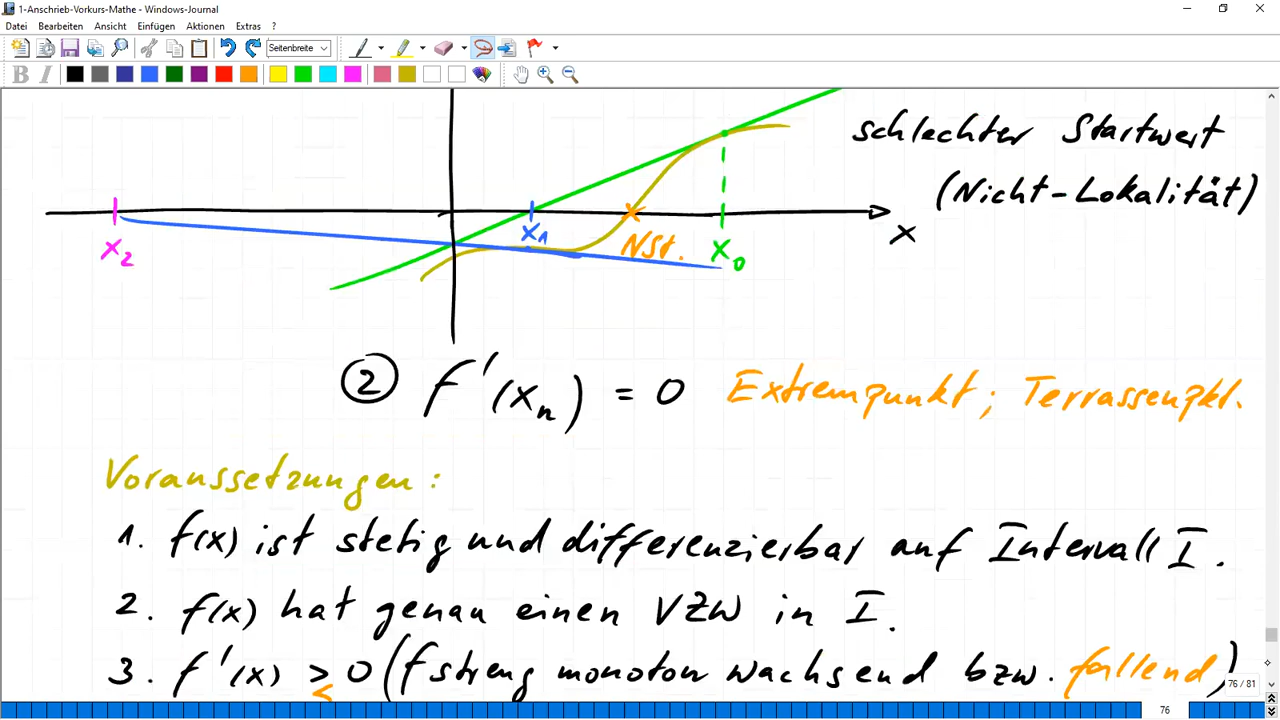 1-Anschrieb-Vorkurs-Mathe - Windows-Journal
Datei Bearbeiten Ansicht Einfügen Aktionen Extras ?
Seitenbreite
B I
schlechter Startwert
(Nicht-Lokalität)
x
x₂
x₁
NSt.
x₀
② f'(xₙ) = 0 Extrempunkt; Terrassenpkt.
Voraussetzungen:
1. f(x) ist stetig und differenzierbar auf Intervall I.
2. f(x) hat genau einen VZW in I.
3. f'(x) > 0 (f streng monoton wachsend bzw. fallend)
<
76 / 81
76